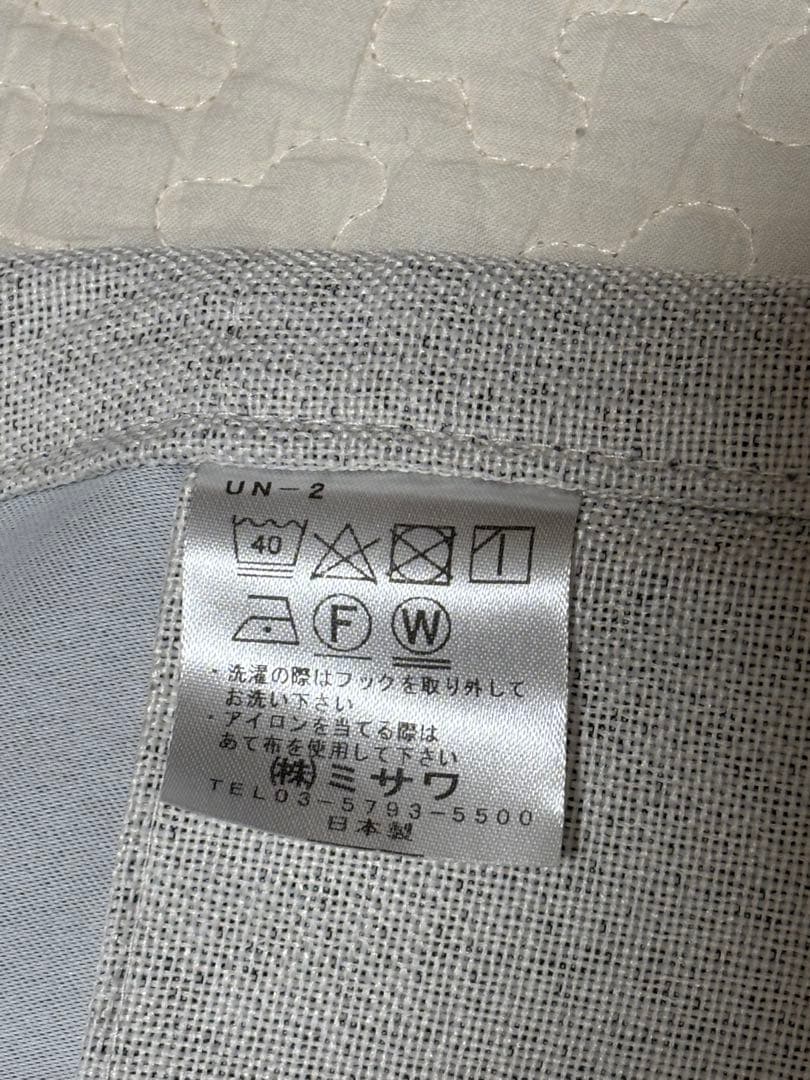 UN-2
40
F W
・洗濯の際はフックを取り外して
お洗い下さい
・アイロンを当てる際は
あて布を使用して下さい
㈱ミサワ
TEL03-5793-5500
日本製